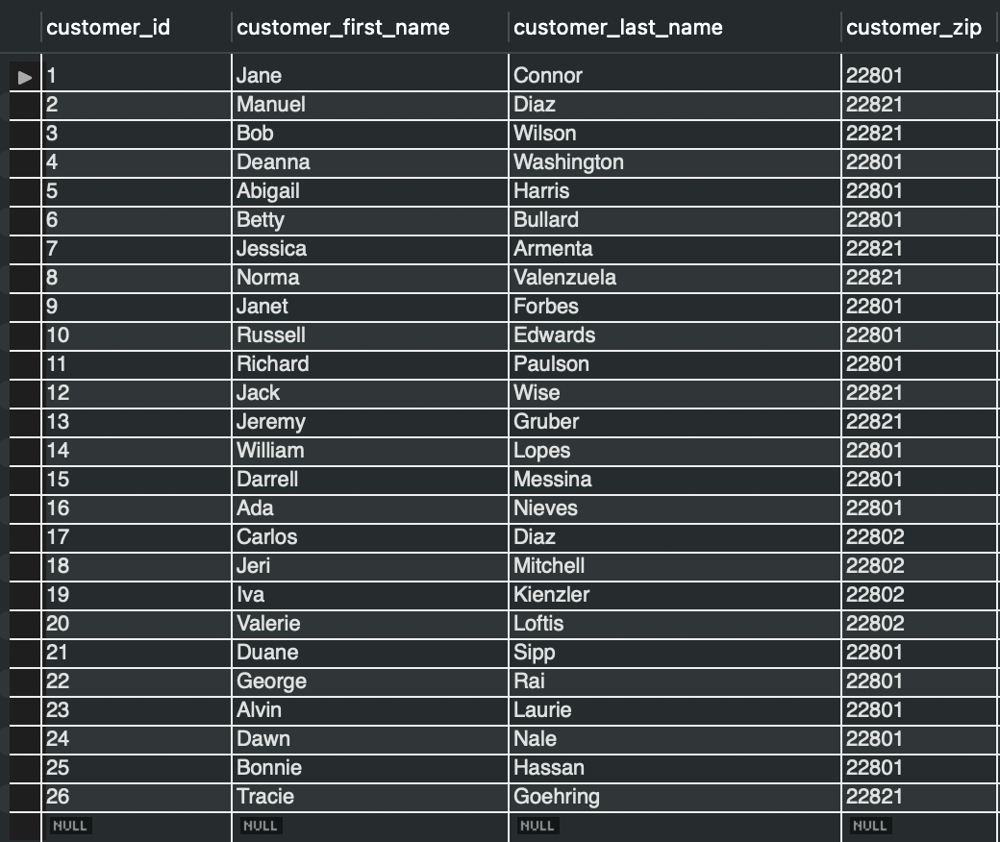 customer_id customer_first_name customer_last_name customer_zip
1 Jane Connor 22801
2 Manuel Diaz 22821
3 Bob Wilson 22821
4 Deanna Washington 22801
5 Abigail Harris 22801
6 Betty Bullard 22801
7 Jessica Armenta 22821
8 Norma Valenzuela 22821
9 Janet Forbes 22801
10 Russell Edwards 22801
11 Richard Paulson 22801
12 Jack Wise 22821
13 Jeremy Gruber 22821
14 William Lopes 22801
15 Darrell Messina 22801
16 Ada Nieves 22801
17 Carlos Diaz 22802
18 Jeri Mitchell 22802
19 Iva Kienzler 22802
20 Valerie Loftis 22802
21 Duane Sipp 22801
22 George Rai 22801
23 Alvin Laurie 22801
24 Dawn Nale 22801
25 Bonnie Hassan 22801
26 Tracie Goehring 22821
NULL NULL NULL NULL